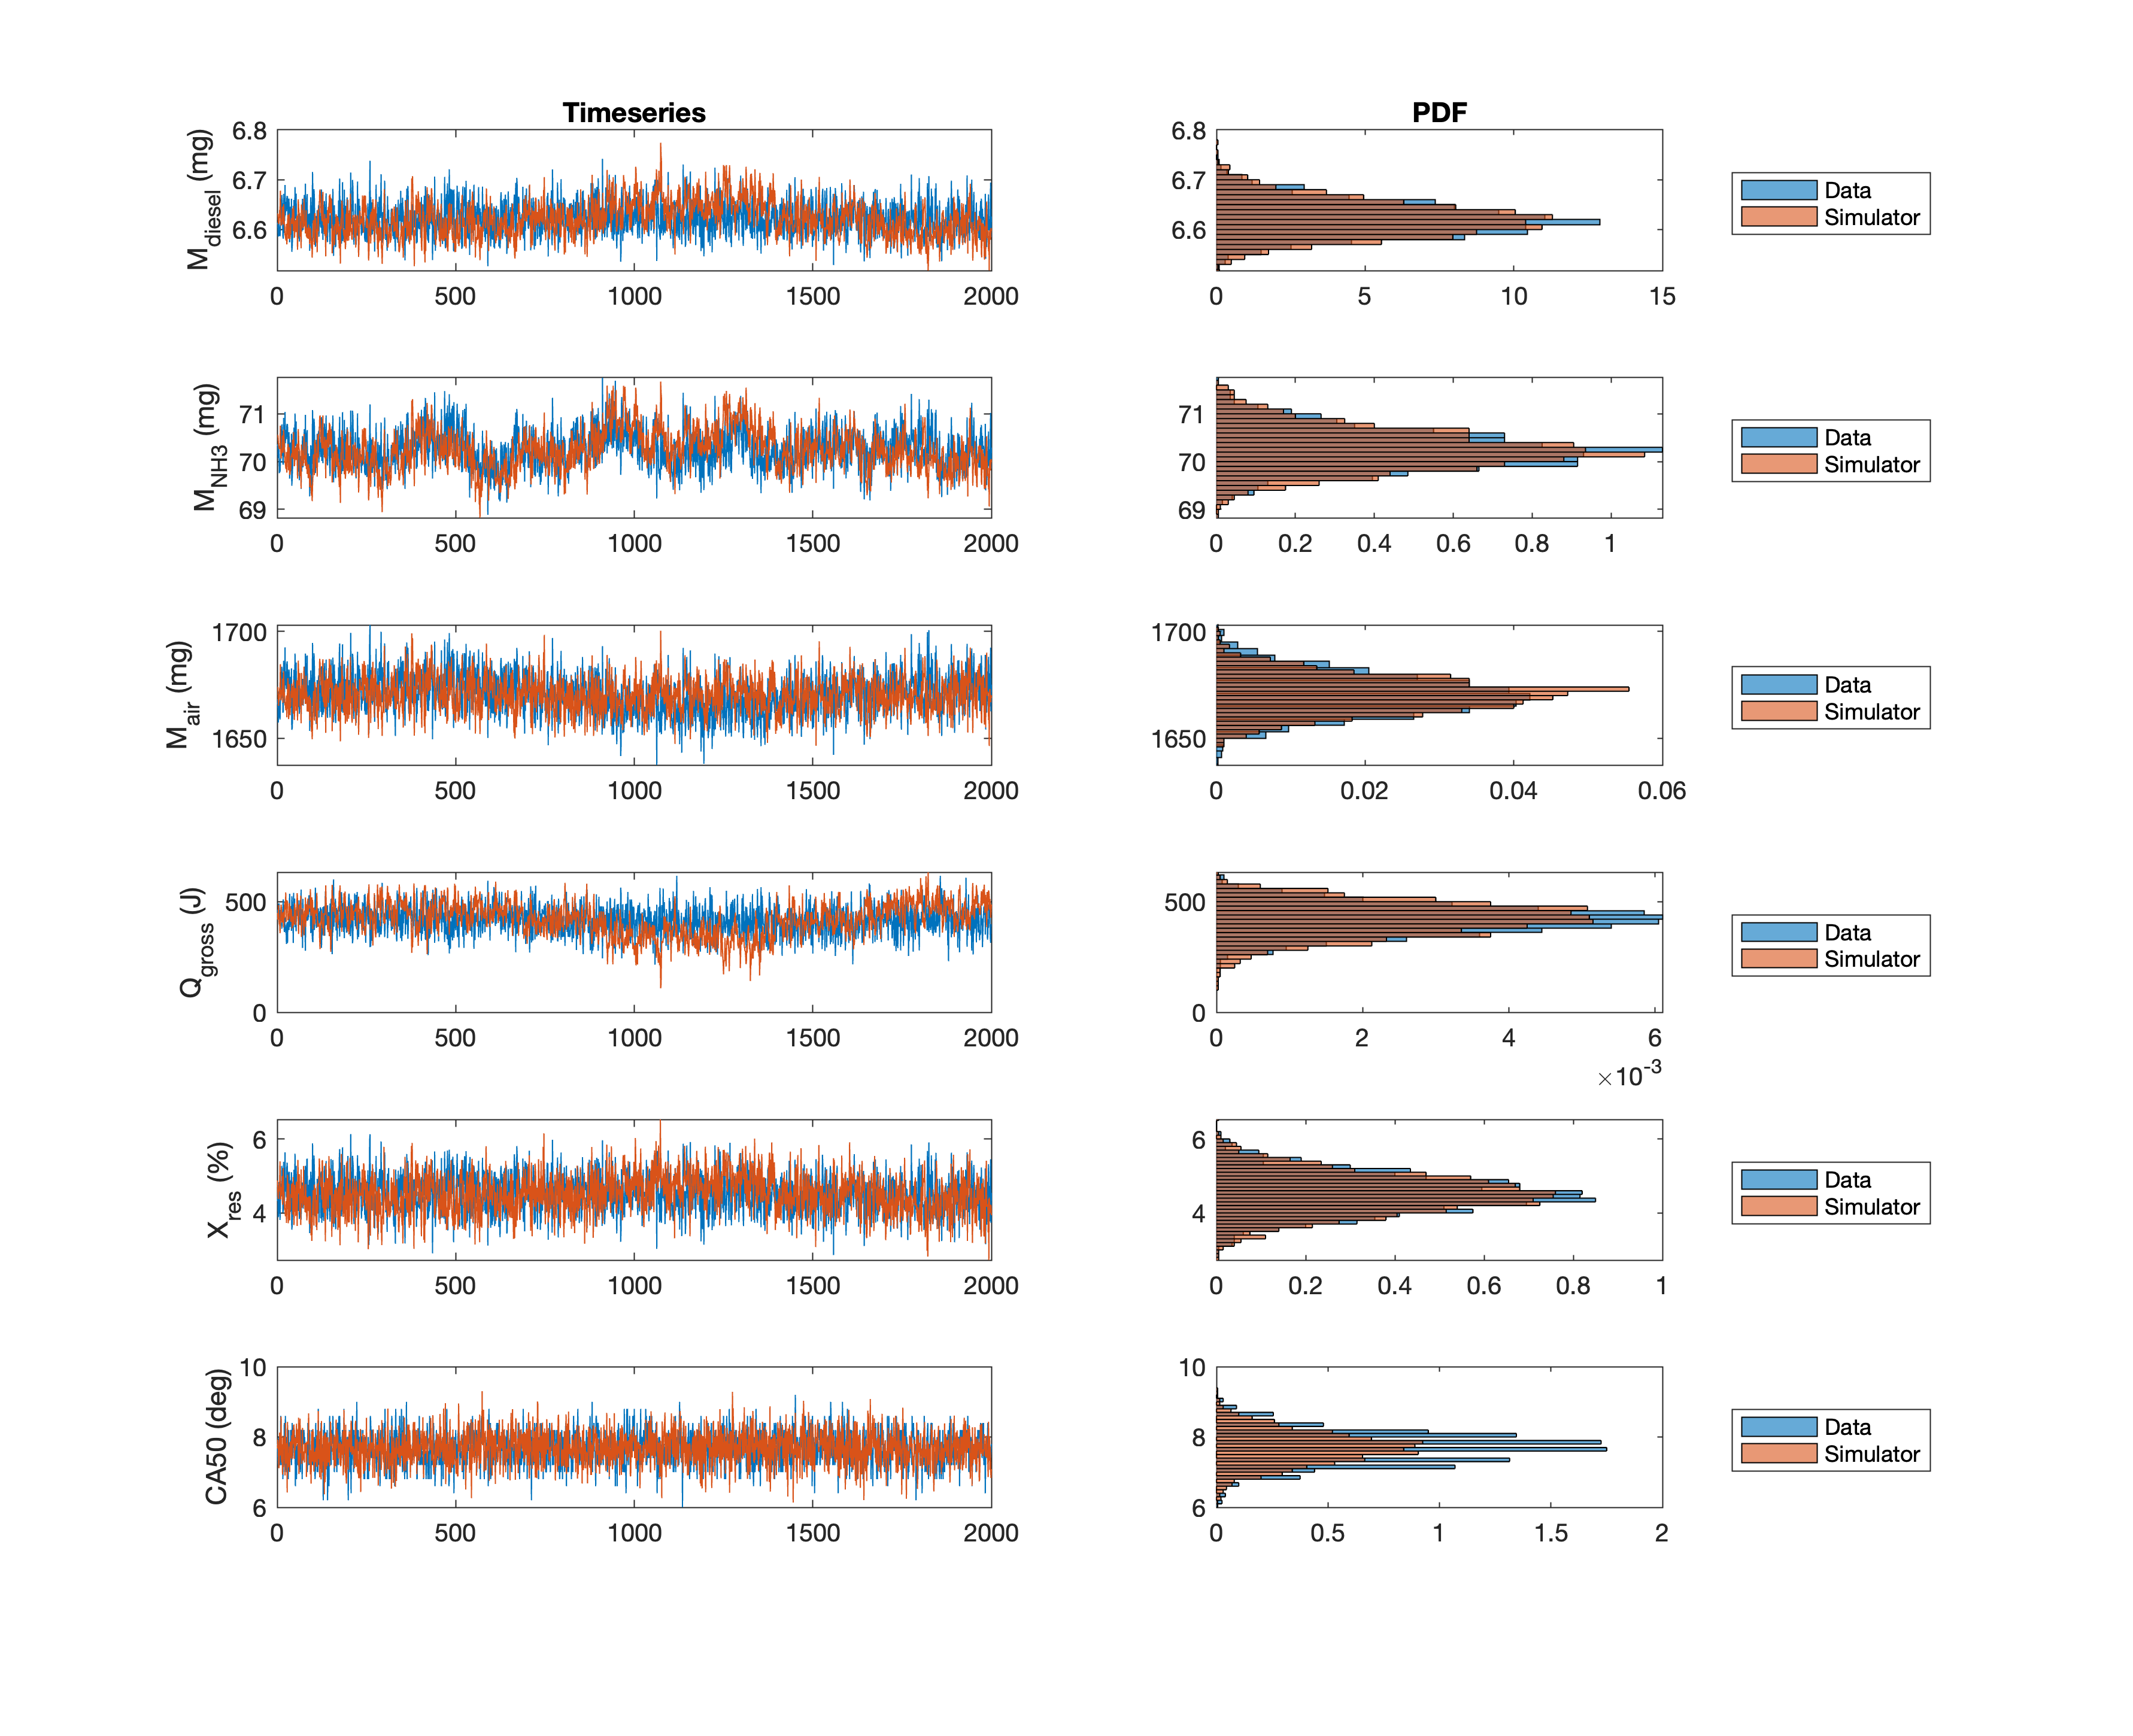 Timeseries
PDF
M_diesel (mg)
6.8
6.7
6.6
0 500 1000 1500 2000
6.8
6.7
6.6
0 5 10 15
Data
Simulator
M_NH3 (mg)
71
70
69
0 500 1000 1500 2000
71
70
69
0 0.2 0.4 0.6 0.8 1
Data
Simulator
M_air (mg)
1700
1650
0 500 1000 1500 2000
1700
1650
0 0.02 0.04 0.06
Data
Simulator
Q_gross (J)
500
0
0 500 1000 1500 2000
500
0
0 2 4 6
×10^-3
Data
Simulator
X_res (%)
6
4
0 500 1000 1500 2000
6
4
0 0.2 0.4 0.6 0.8 1
Data
Simulator
CA50 (deg)
10
8
6
0 500 1000 1500 2000
10
8
6
0 0.5 1 1.5 2
Data
Simulator